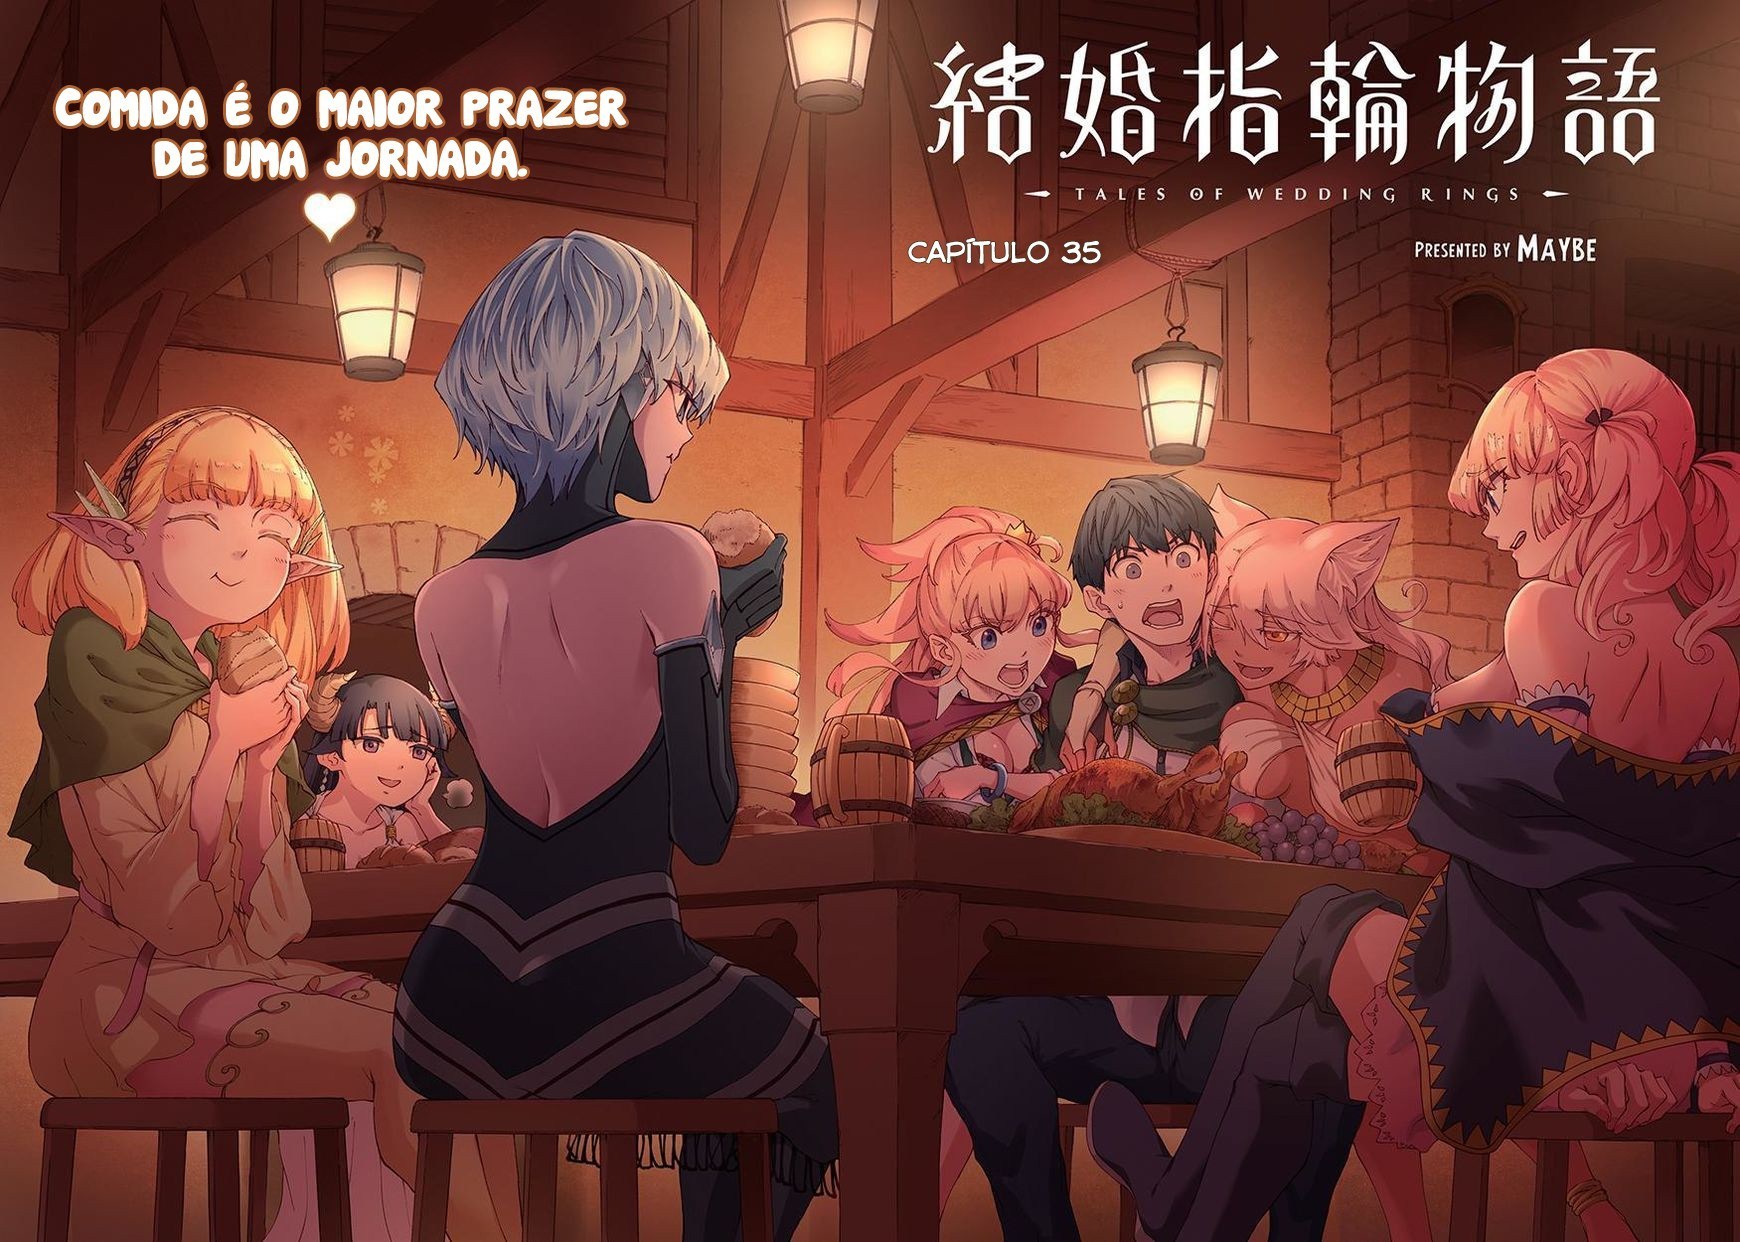 COMIDA É O MAIOR PRAZER
DE UMA JORNADA.
結婚指輪物語
TALES OF WEDDING RINGS
CAPÍTULO 35
PRESENTED BY MAYBE